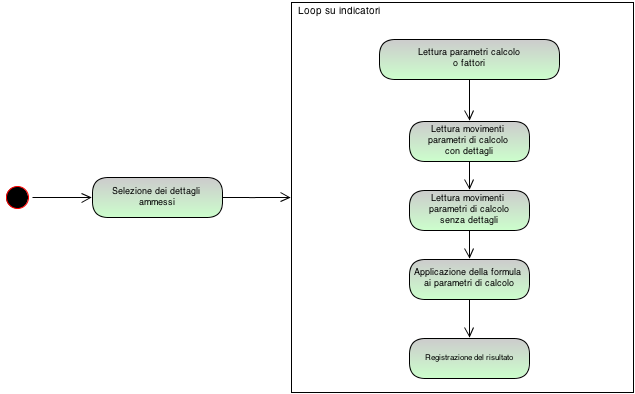 Loop su indicatori
Lettura parametri calcolo
o fattori
Lettura movimenti
parametri di calcolo
con dettagli
Selezione dei dettagli
ammessi
Lettura movimenti
parametri di calcolo
senza dettagli
Applicazione della formula
ai parametri di calcolo
Registrazione del risultato